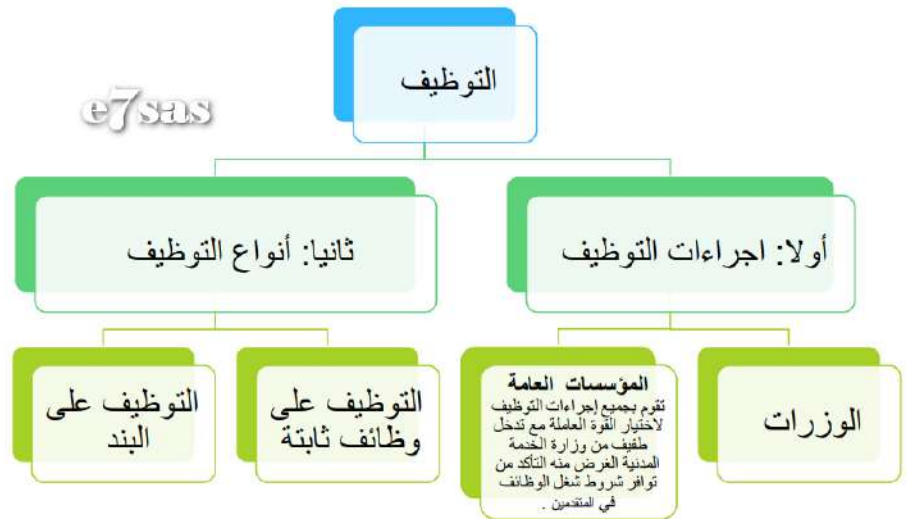 التوظيف
e7sas
أولا: اجراءات التوظيف
ثانيا: أنواع التوظيف
الوزرات
المؤسسات العامة
تقوم بجميع إجراءات التوظيف
لاختيار القوة العاملة مع تدخل
طفيف من وزارة الخدمة
المدنية الغرض منه التأكد من
توافر شروط شغل الوظائف
في المتقدمين .
التوظيف على
وظائف ثابتة
التوظيف على
البند